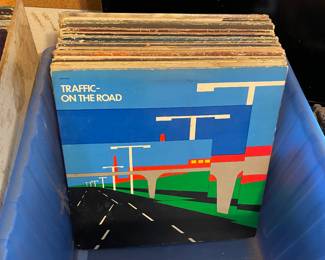 TRAFFIC-
ON THE ROAD